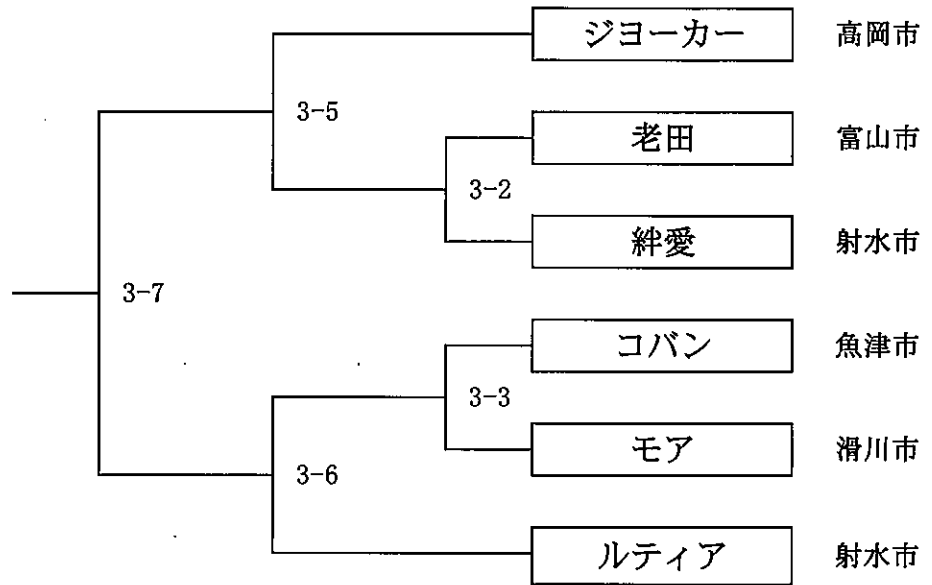 ジヨーカー 高岡市
3-5
老田 富山市
3-2
絆愛 射水市
3-7
コバン 魚津市
3-3
モア 滑川市
3-6
ルティア 射水市